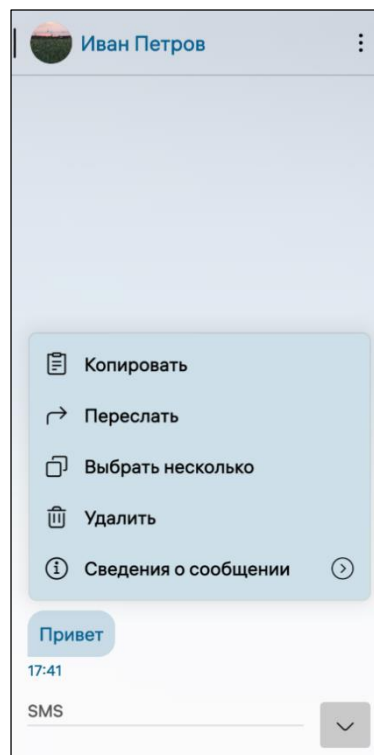 Иван Петров
Копировать
Переслать
Выбрать несколько
Удалить
Сведения о сообщении
Привет
17:41
SMS